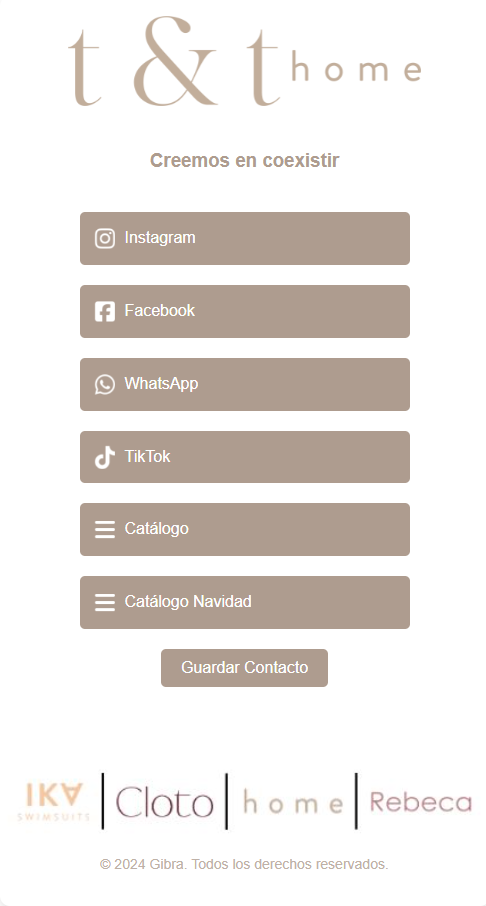 t & t home
Creemos en coexistir
Instagram
Facebook
WhatsApp
TikTok
Catálogo
Catálogo Navidad
Guardar Contacto
IKA SWIMSUITS | Cloto | home | Rebeca
© 2024 Gibra. Todos los derechos reservados.